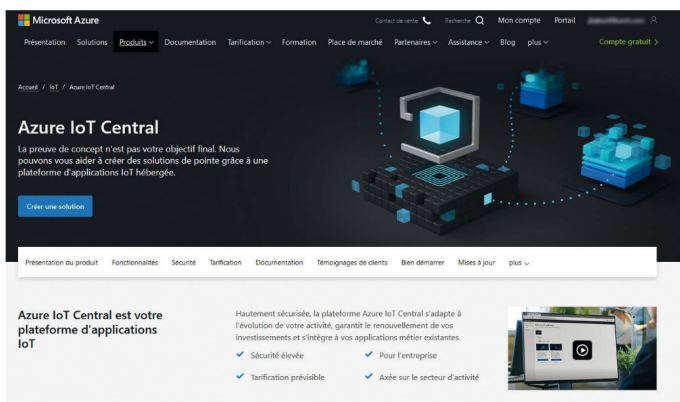 Microsoft Azure
Contact de vente Recherche Mon compte Portail
Présentation Solutions Produits Documentation Tarification Formation Place de marché Partenaires Assistance Blog plus Compte gratuit
Accueil / IoT / Azure IoT Central
Azure IoT Central
La preuve de concept n'est pas votre objectif final. Nous
pouvons vous aider à créer des solutions de pointe grâce à une
plateforme d'applications IoT hébergée.
Créer une solution
Présentation du produit Fonctionnalités Sécurité Tarification Documentation Témoignages de clients Bien démarrer Mises à jour plus
Azure IoT Central est votre
plateforme d'applications
IoT
Hautement sécurisée, la plateforme Azure IoT Central s'adapte à
l'évolution de votre activité, garantit le renouvellement de vos
investissements et s'intègre à vos applications métier existantes.
Sécurité élevée Pour l'entreprise
Tarification prévisible Axée sur le secteur d'activité